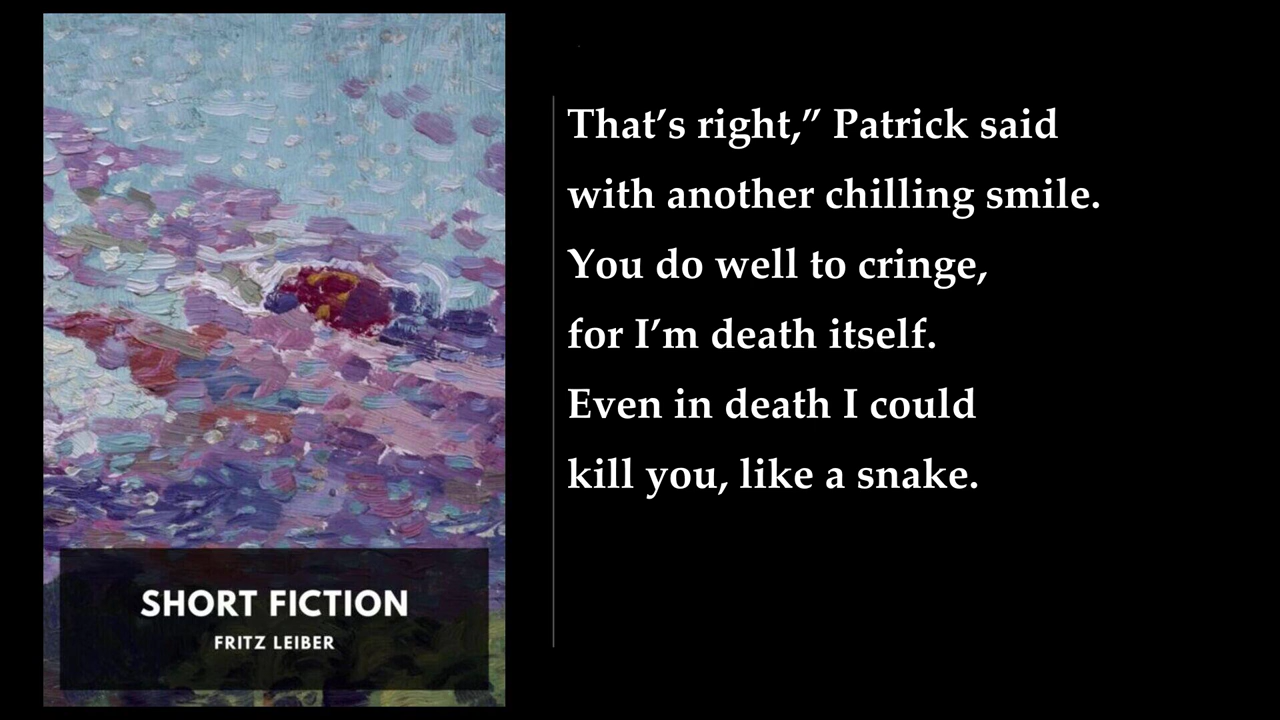 That’s right,” Patrick said
with another chilling smile.
You do well to cringe,
for I’m death itself.
Even in death I could
kill you, like a snake.
SHORT FICTION
FRITZ LEIBER